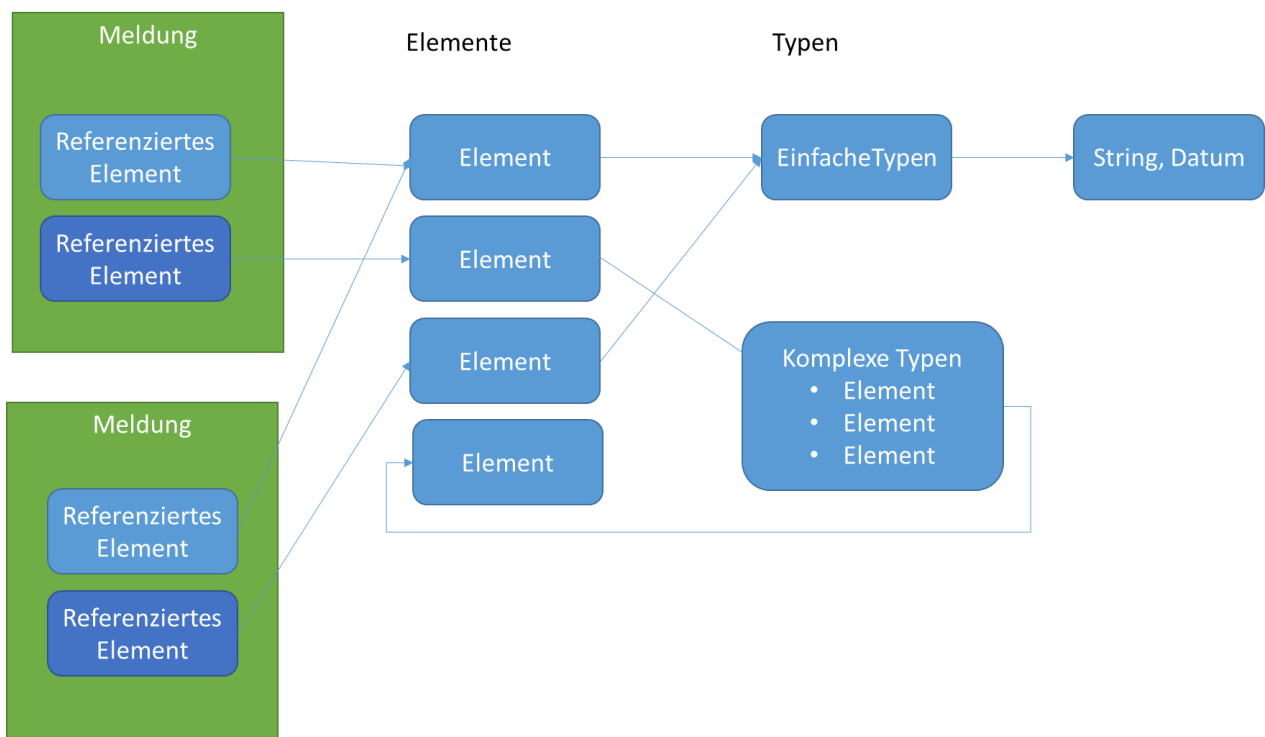 Meldung
Referenziertes
Element
Referenziertes
Element
Meldung
Referenziertes
Element
Referenziertes
Element
Elemente
Element
Element
Element
Element
Typen
EinfacheTypen
Komplexe Typen
• Element
• Element
• Element
String, Datum